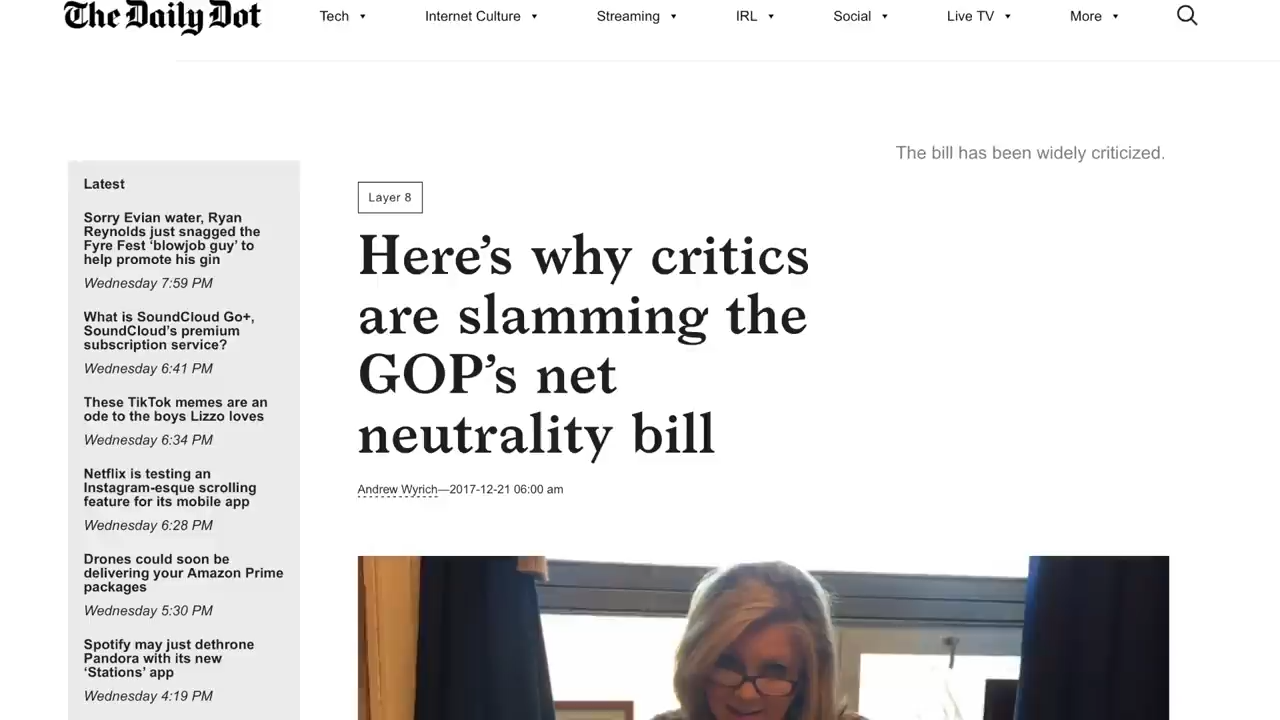 The Daily Dot
Tech Internet Culture Streaming IRL Social Live TV More
The bill has been widely criticized.
Latest
Sorry Evian water, Ryan
Reynolds just snagged the
Fyre Fest ‘blowjob guy’ to
help promote his gin
Wednesday 7:59 PM
What is SoundCloud Go+,
SoundCloud’s premium
subscription service?
Wednesday 6:41 PM
These TikTok memes are an
ode to the boys Lizzo loves
Wednesday 6:34 PM
Netflix is testing an
Instagram-esque scrolling
feature for its mobile app
Wednesday 6:28 PM
Drones could soon be
delivering your Amazon Prime
packages
Wednesday 5:30 PM
Spotify may just dethrone
Pandora with its new
‘Stations’ app
Wednesday 4:19 PM
Layer 8
Here’s why critics
are slamming the
GOP’s net
neutrality bill
Andrew Wyrich—2017-12-21 06:00 am